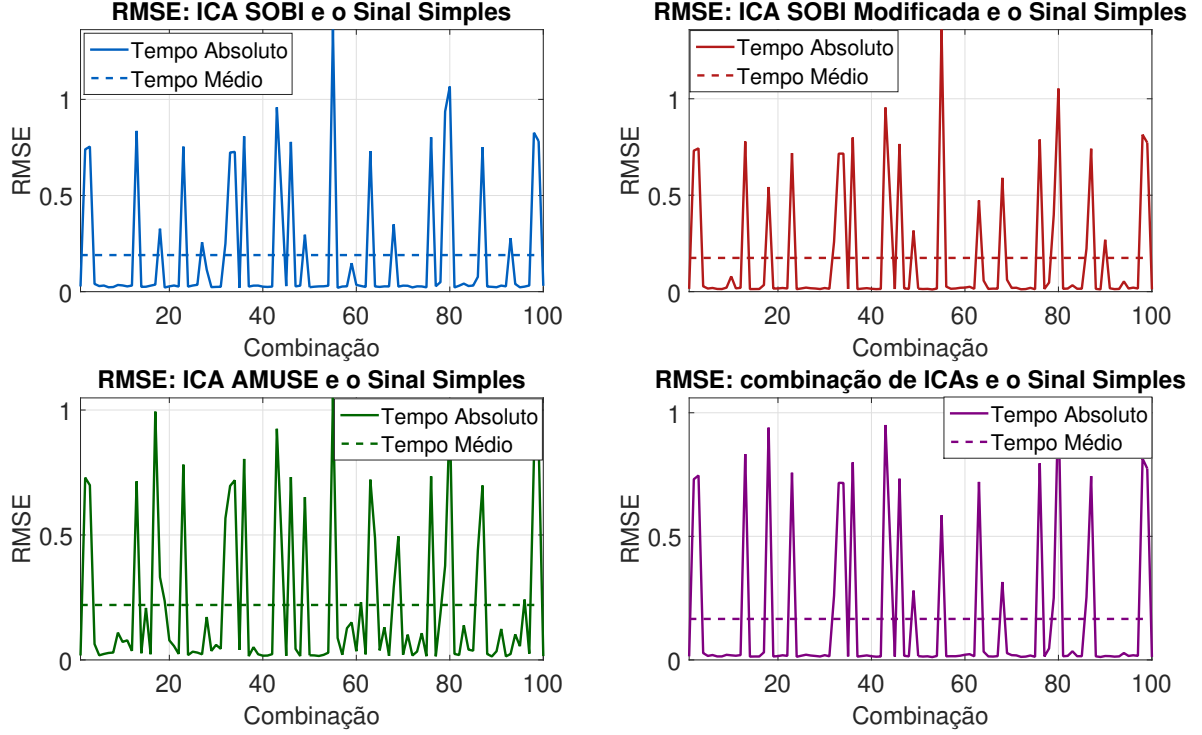 RMSE: ICA SOBI e o Sinal Simples
Tempo Absoluto
Tempo Médio
RMSE
1
0.5
0
20
40
60
80
100
Combinação
RMSE: ICA SOBI Modificada e o Sinal Simples
Tempo Absoluto
Tempo Médio
RMSE
1
0.5
0
20
40
60
80
100
Combinação
RMSE: ICA AMUSE e o Sinal Simples
Tempo Absoluto
Tempo Médio
RMSE
1
0.5
0
20
40
60
80
100
Combinação
RMSE: combinação de ICAs e o Sinal Simples
Tempo Absoluto
Tempo Médio
RMSE
1
0.5
0
20
40
60
80
100
Combinação